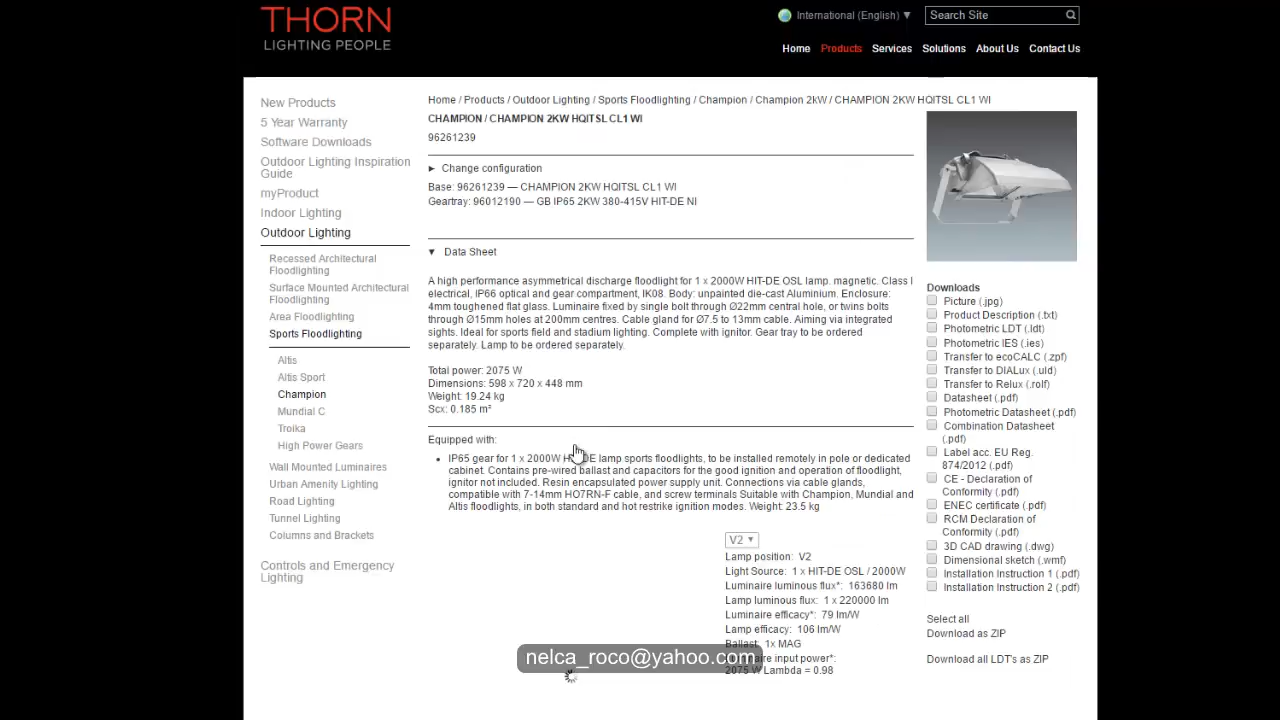 THORN
LIGHTING PEOPLE
International (English) ▼
Search Site
Home Products Services Solutions About Us Contact Us
New Products
5 Year Warranty
Software Downloads
Outdoor Lighting Inspiration
Guide
myProduct
Indoor Lighting
Outdoor Lighting
Recessed Architectural
Floodlighting
Surface Mounted Architectural
Floodlighting
Area Floodlighting
Sports Floodlighting
Altis
Altis Sport
Champion
Mundial C
Troika
High Power Gears
Wall Mounted Luminaires
Urban Amenity Lighting
Road Lighting
Tunnel Lighting
Columns and Brackets
Controls and Emergency
Lighting
Home / Products / Outdoor Lighting / Sports Floodlighting / Champion / Champion 2kW / CHAMPION 2KW HQITSL CL1 WI
CHAMPION / CHAMPION 2KW HQITSL CL1 WI
96261239
► Change configuration
Base: 96261239 — CHAMPION 2KW HQITSL CL1 WI
Geartray: 96012190 — GB IP65 2KW 380-415V HIT-DE NI
▼ Data Sheet
A high performance asymmetrical discharge floodlight for 1 x 2000W HIT-DE OSL lamp. magnetic. Class I
electrical, IP66 optical and gear compartment, IK08. Body: unpainted die-cast Aluminium. Enclosure:
4mm toughened flat glass. Luminaire fixed by single bolt through Ø22mm central hole, or twins bolts
through Ø15mm holes at 200mm centres. Cable gland for Ø7.5 to 13mm cable. Aiming via integrated
sights. Ideal for sports field and stadium lighting. Complete with ignitor. Gear tray to be ordered
separately. Lamp to be ordered separately.
Total power: 2075 W
Dimensions: 598 x 720 x 448 mm
Weight: 19.24 kg
Scx: 0.185 m²
Equipped with:
• IP65 gear for 1 x 2000W HIT-DE lamp sports floodlights, to be installed remotely in pole or dedicated
cabinet. Contains pre-wired ballast and capacitors for the good ignition and operation of floodlight,
ignitor not included. Resin encapsulated power supply unit. Connections via cable glands,
compatible with 7-14mm HO7RN-F cable, and screw terminals Suitable with Champion, Mundial and
Altis floodlights, in both standard and hot restrike ignition modes. Weight: 23.5 kg
V2 ▼
Lamp position: V2
Light Source: 1 x HIT-DE OSL / 2000W
Luminaire luminous flux*: 163680 lm
Lamp luminous flux: 1 x 220000 lm
Luminaire efficacy*: 79 lm/W
Lamp efficacy: 106 lm/W
Ballast: 1x MAG
input power*:
2075 W Lambda = 0.98
nelca_roco@yahoo.com
Downloads
Picture (.jpg)
Product Description (.txt)
Photometric LDT (.ldt)
Photometric IES (.ies)
Transfer to ecoCALC (.zpf)
Transfer to DIALux (.uld)
Transfer to Relux (.rolf)
Datasheet (.pdf)
Photometric Datasheet (.pdf)
Combination Datasheet
(.pdf)
Label acc. EU Reg.
874/2012 (.pdf)
CE - Declaration of
Conformity (.pdf)
ENEC certificate (.pdf)
RCM Declaration of
Conformity (.pdf)
3D CAD drawing (.dwg)
Dimensional sketch (.wmf)
Installation Instruction 1 (.pdf)
Installation Instruction 2 (.pdf)
Select all
Download as ZIP
Download all LDT's as ZIP